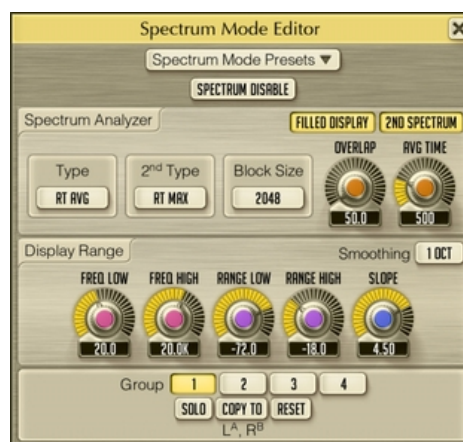 Spectrum Mode Editor
Spectrum Mode Presets ▼
SPECTRUM DISABLE
Spectrum Analyzer FILLED DISPLAY 2ND SPECTRUM
OVERLAP AVG TIME
Type 2nd Type Block Size
RT AVG RT MAX 2048
50.0 500
Display Range Smoothing 1 OCT
FREQ LOW FREQ HIGH RANGE LOW RANGE HIGH SLOPE
20.0 20.0K -72.0 -18.0 4.50
Group 1 2 3 4
SOLO COPY TO RESET
L^A, R^B